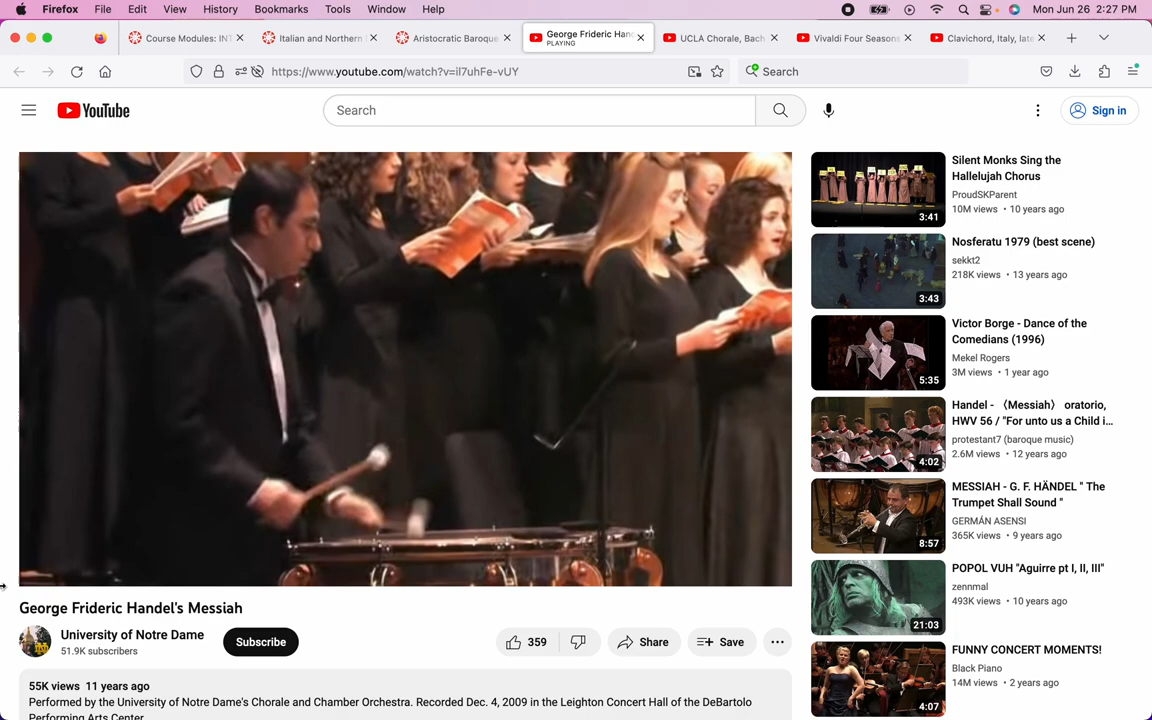 Firefox File Edit View History Bookmarks Tools Window Help Mon Jun 26 2:27 PM
Course Modules: INT
Italian and Northern
Aristocratic Baroque
George Frideric Han
PLAYING
UCLA Chorale, Bach
Vivaldi Four Seasons
Clavichord, Italy, late
https://www.youtube.com/watch?v=iI7uhFe-vUY
Search
YouTube
Search
Sign in
Silent Monks Sing the
Hallelujah Chorus
ProudSKParent
10M views • 10 years ago
3:41
Nosferatu 1979 (best scene)
sekkt2
218K views • 13 years ago
3:43
Victor Borge - Dance of the
Comedians (1996)
Mekel Rogers
3M views • 1 year ago
5:35
Handel - 〈Messiah〉 oratorio,
HWV 56 / "For unto us a Child i...
protestant7 (baroque music)
2.6M views • 12 years ago
4:02
MESSIAH - G. F. HÄNDEL " The
Trumpet Shall Sound "
GERMÁN ASENSI
365K views • 9 years ago
8:57
POPOL VUH "Aguirre pt I, II, III"
zennmal
493K views • 10 years ago
21:03
FUNNY CONCERT MOMENTS!
Black Piano
14M views • 2 years ago
4:07
George Frideric Handel's Messiah
University of Notre Dame
51.9K subscribers
Subscribe
359
Share
Save
55K views 11 years ago
Performed by the University of Notre Dame's Chorale and Chamber Orchestra. Recorded Dec. 4, 2009 in the Leighton Concert Hall of the DeBartolo
Performing Arts Center